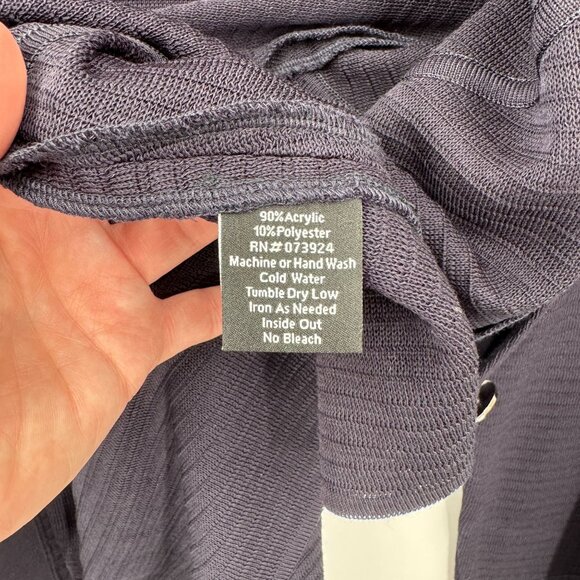 90%Acrylic
10%Polyester
RN#073924
Machine or Hand Wash
Cold Water
Tumble Dry Low
Iron As Needed
Inside Out
No Bleach